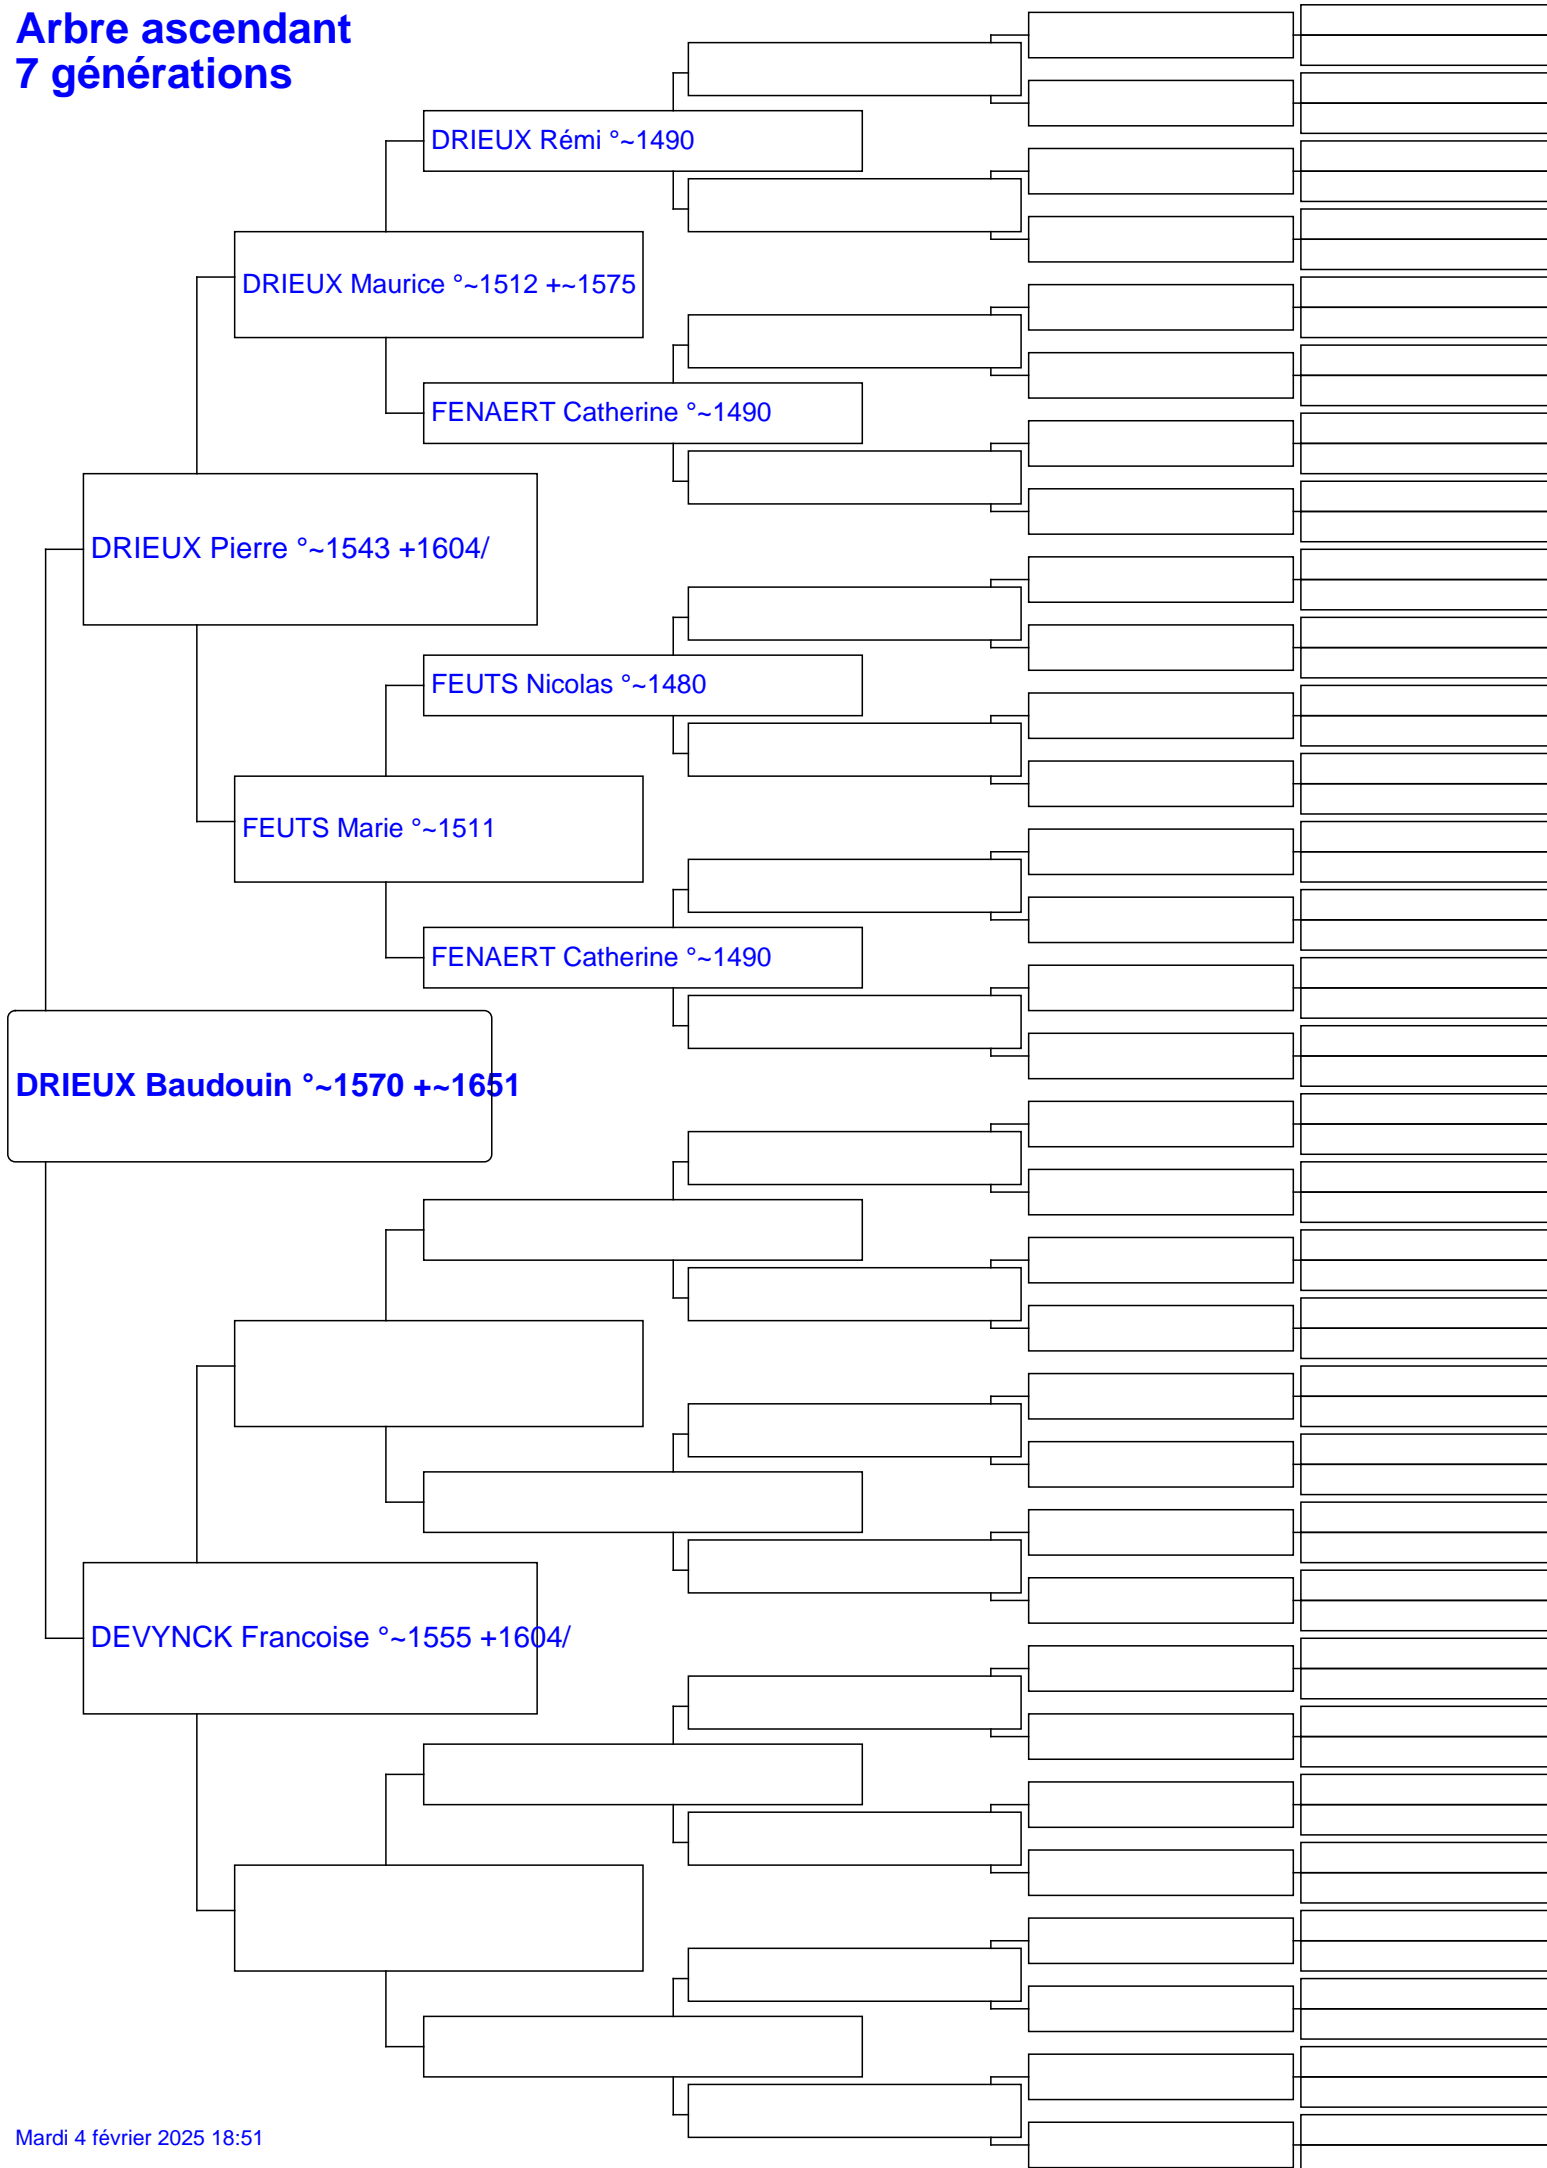 Arbre ascendant
7 générations
DRIEUX Rémi °~1490
DRIEUX Maurice °~1512 +~1575
FENAERT Catherine °~1490
DRIEUX Pierre °~1543 +1604/
FEUTS Nicolas °~1480
FEUTS Marie °~1511
FENAERT Catherine °~1490
DRIEUX Baudouin °~1570 +~1651
DEVYNCK Francoise °~1555 +1604/
Mardi 4 février 2025 18:51